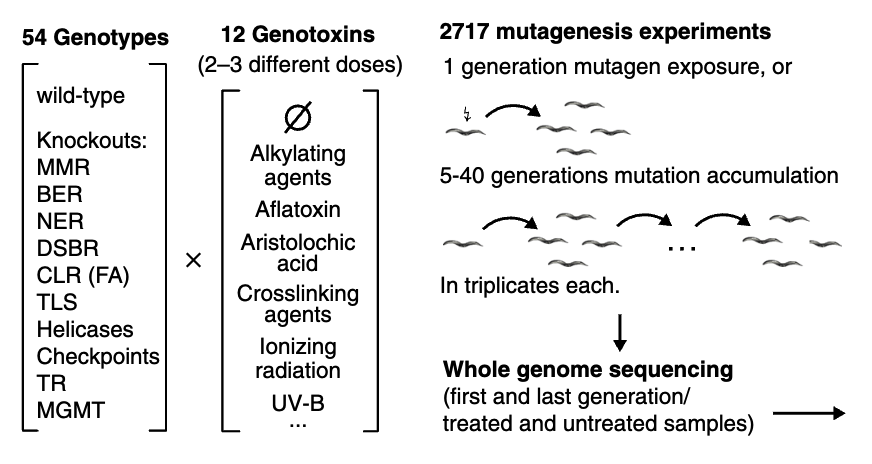 54 Genotypes
wild-type
Knockouts:
MMR
BER
NER
DSBR
CLR (FA)
TLS
Helicases
Checkpoints
TR
MGMT
×
12 Genotoxins
(2–3 different doses)
∅
Alkylating
agents
Aflatoxin
Aristolochic
acid
Crosslinking
agents
Ionizing
radiation
UV-B
...
2717 mutagenesis experiments
1 generation mutagen exposure, or
5-40 generations mutation accumulation
...
In triplicates each.
Whole genome sequencing
(first and last generation/
treated and untreated samples)